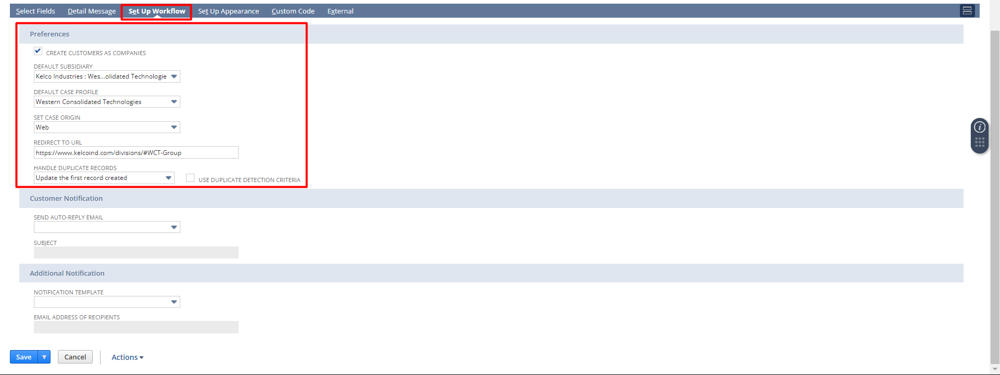 Select Fields Detail Message Set Up Workflow Set Up Appearance Custom Code External
Preferences
CREATE CUSTOMERS AS COMPANIES
DEFAULT SUBSIDIARY
Kelco Industries : Wes...olidated Technologie
DEFAULT CASE PROFILE
Western Consolidated Technologies
SET CASE ORIGIN
Web
REDIRECT TO URL
https://www.kelcoind.com/divisions/#WCT-Group
HANDLE DUPLICATE RECORDS
Update the first record created USE DUPLICATE DETECTION CRITERIA
Customer Notification
SEND AUTO-REPLY EMAIL
SUBJECT
Additional Notification
NOTIFICATION TEMPLATE
EMAIL ADDRESS OF RECIPIENTS
Save Cancel Actions